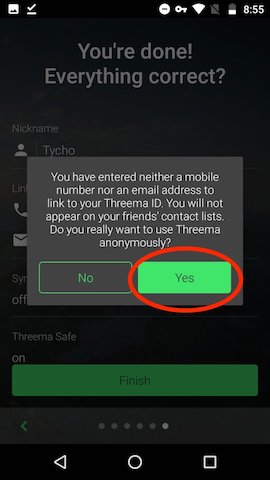 8:55
You're done!
Everything correct?
Nickname
Tycho
Lin
You have entered neither a mobile
number nor an email address to
link to your Threema ID. You will not
appear on your friends' contact lists.
Do you really want to use Threema
anonymously?
No
Yes
Syn
off
Threema Safe
on
Finish